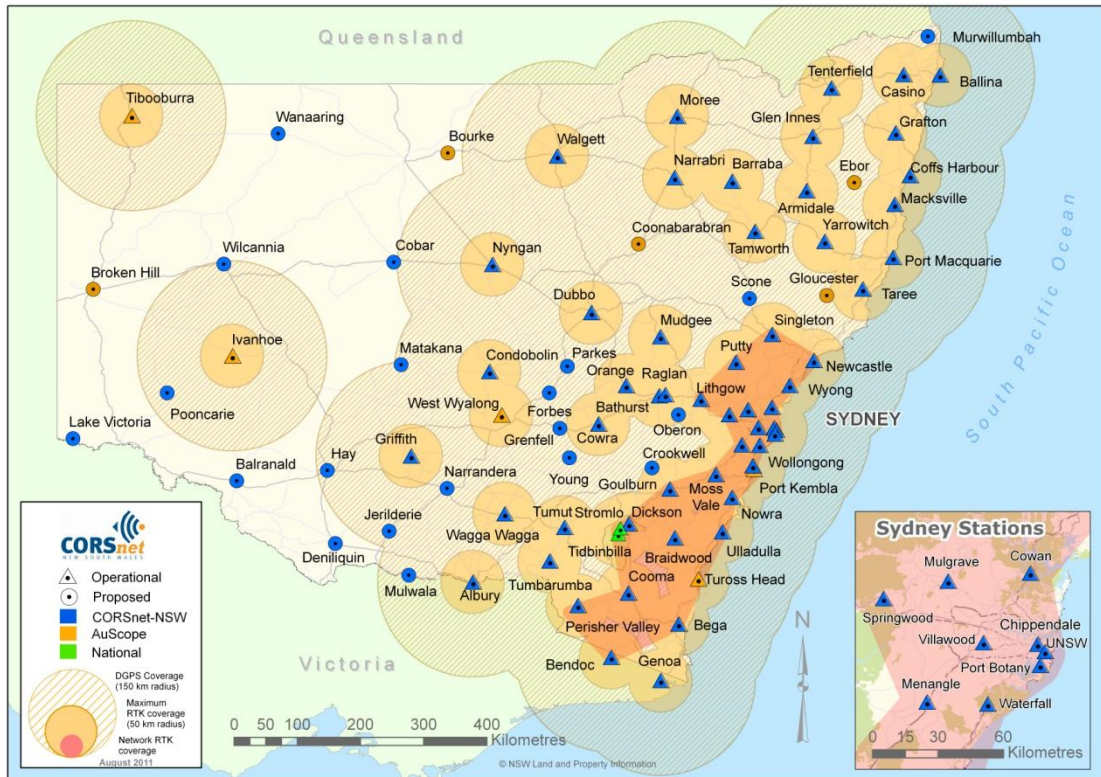 Queensland
Murwillumbah
Tenterfield
Tibooburra
Casino
Ballina
Moree
Wanaaring
Glen Innes
Grafton
Bourke
Walgett
Narrabri
Barraba
Ebor
Coffs Harbour
Armidale
Macksville
Coonabarabran
Yarrowitch
Wilcannia
Cobar
Nyngan
Tamworth
Port Macquarie
Broken Hill
Scone
Gloucester
Taree
Dubbo
Mudgee
Singleton
Ivanhoe
Matakana
Condobolin
Parkes
Putty
Newcastle
Orange
Raglan
Lithgow
Wyong
Pooncarie
West Wyalong
Forbes
Bathurst
Oberon
SYDNEY
Lake Victoria
Griffith
Grenfell
Cowra
Crookwell
Wollongong
Balranald
Hay
Narrandera
Young
Goulburn
Moss
Vale
Port Kembla
Nowra
Jerilderie
Tumut
Stromlo
Dickson
Wagga Wagga
Tidbinbilla
Braidwood
Ulladulla
Deniliquin
Mulwala
Albury
Tumbarumba
Cooma
Tuross Head
Perisher Valley
Bega
Victoria
Bendoc
Genoa
South Pacific Ocean
N
CORSnet
NEW SOUTH WALES
Operational
Proposed
CORSnet-NSW
AuScope
National
DGPS Coverage
(150 km radius)
Maximum
RTK coverage
(50 km radius)
Network RTK
coverage
August 2011
0 50 100 200 300 400
Kilometres
© NSW Land and Property Information
Sydney Stations
Mulgrave
Cowan
Springwood
Chippendale
Villawood
UNSW
Port Botany
Menangle
Waterfall
0 15 30 60
Kilometres